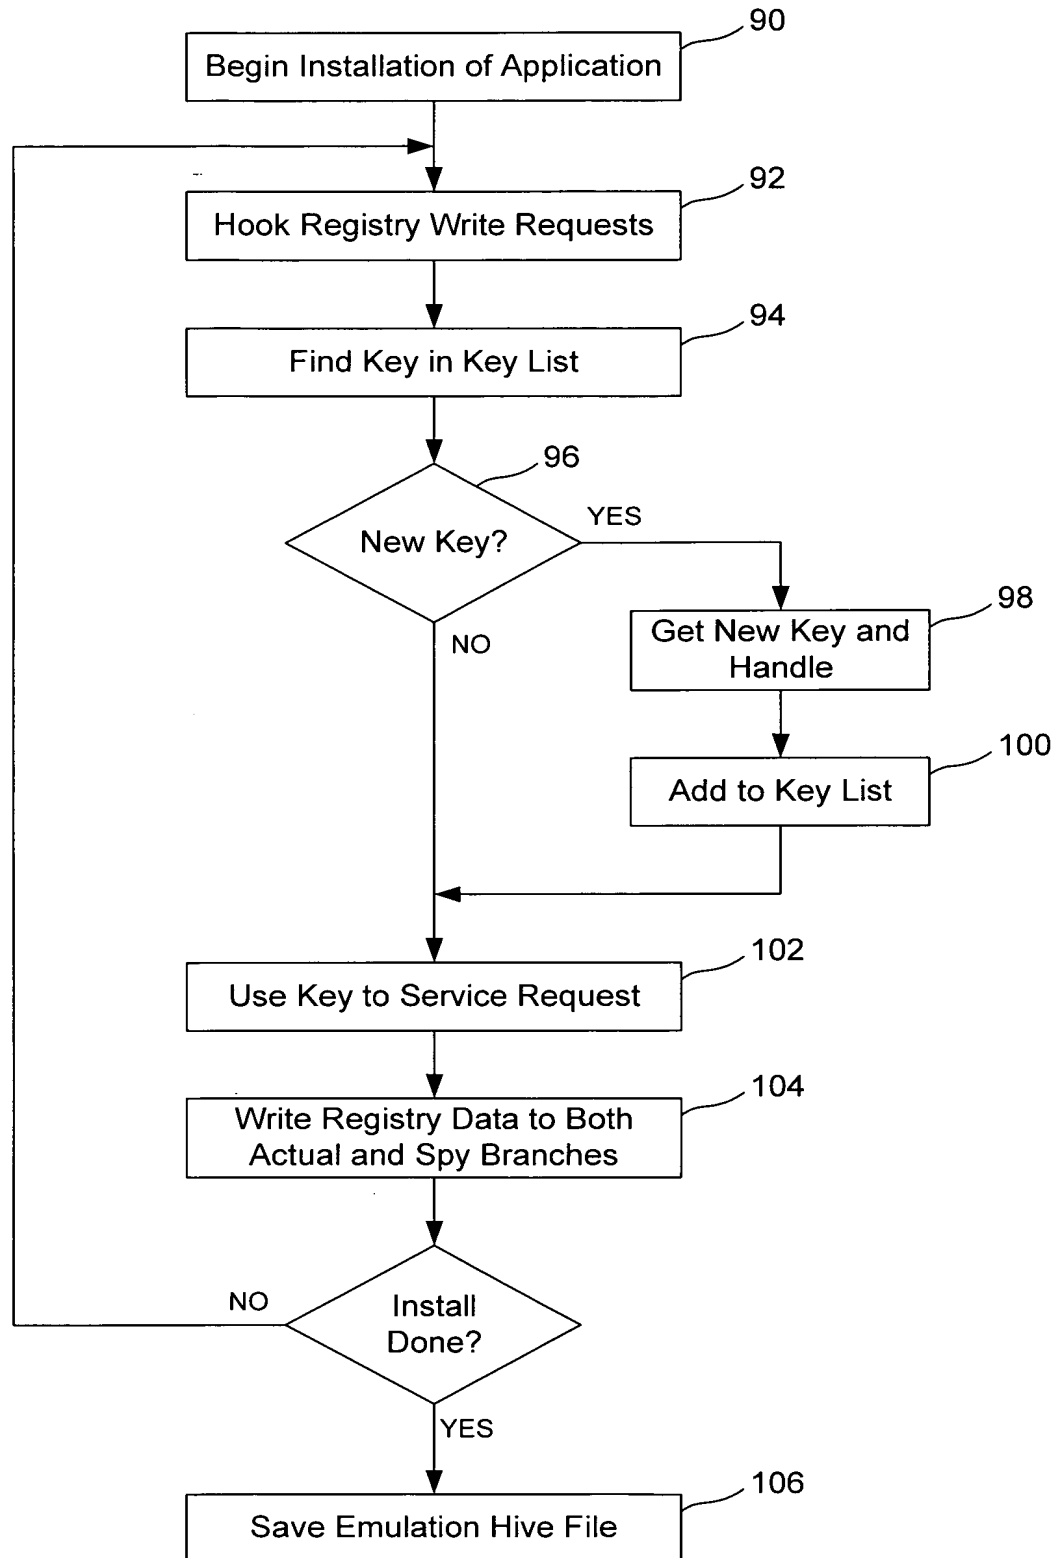 90
Begin Installation of Application
92
Hook Registry Write Requests
94
Find Key in Key List
96
New Key?
YES
NO
98
Get New Key and
Handle
100
Add to Key List
102
Use Key to Service Request
104
Write Registry Data to Both
Actual and Spy Branches
NO
Install
Done?
YES
106
Save Emulation Hive File